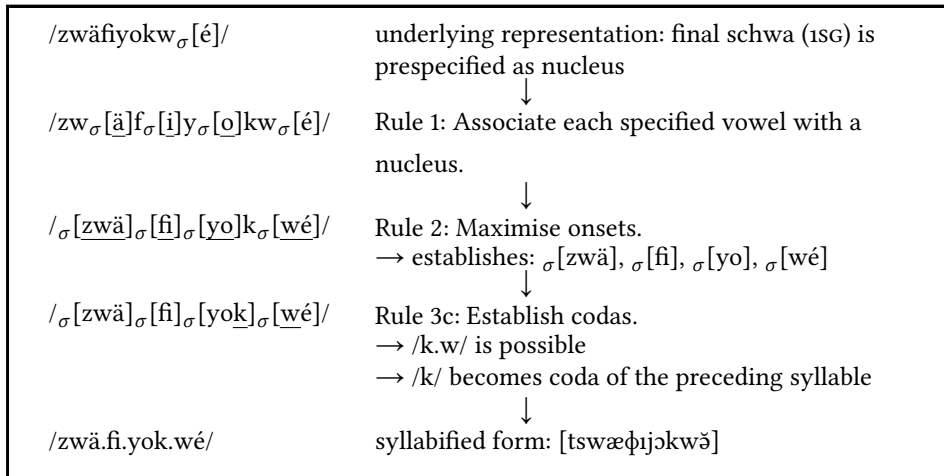 /zwäfiyokwσ[é]/ underlying representation: final schwa (1SG) is
prespecified as nucleus
↓
/zwσ[ä]fσ[i]yσ[o]kwσ[é]/ Rule 1: Associate each specified vowel with a
nucleus.
↓
/σ[zwä]σ[fi]σ[yo]kσ[wé]/ Rule 2: Maximise onsets.
→ establishes: σ[zwä], σ[fi], σ[yo], σ[wé]
↓
/σ[zwä]σ[fi]σ[yok]σ[wé]/ Rule 3c: Establish codas.
→ /k.w/ is possible
→ /k/ becomes coda of the preceding syllable
↓
/zwä.fi.yok.wé/ syllabified form: [tswæɸɪjɔkwə̆]